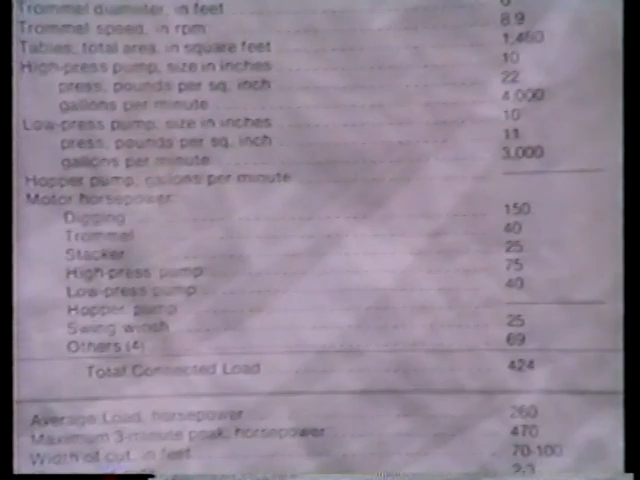 Trommel diameter, in feet
Trommel speed, in rpm 8.9
Tables, total area, in square feet 1,460
High-press pump, size in inches 10
press, pounds per sq. inch 22
gallons per minute 4,000
Low-press pump, size in inches 10
press, pounds per sq. inch 11
gallons per minute 3,000
Hopper pump, gallons per minute
Motor horsepower:
Digging 150
Trommel 40
Stacker 25
High-press pump 75
Low-press pump 40
Hopper pump
Swing winch 25
Others (4) 69
Total Connected Load 424
Average Load, horsepower 260
Maximum 3-minute peak, horsepower 470
Width of cut, in feet 70-100
2.3